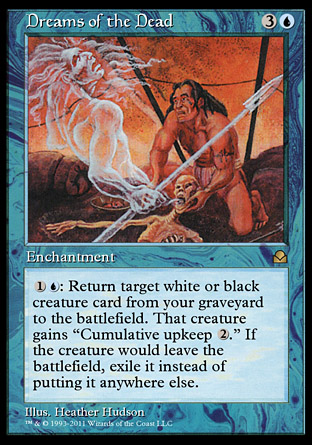 Dreams of the Dead 3
Enchantment
1 : Return target white or black
creature card from your graveyard
to the battlefield. That creature
gains “Cumulative upkeep 2.” If
the creature would leave the
battlefield, exile it instead of
putting it anywhere else.
Illus. Heather Hudson
™ & © 1993-2011 Wizards of the Coast LLC